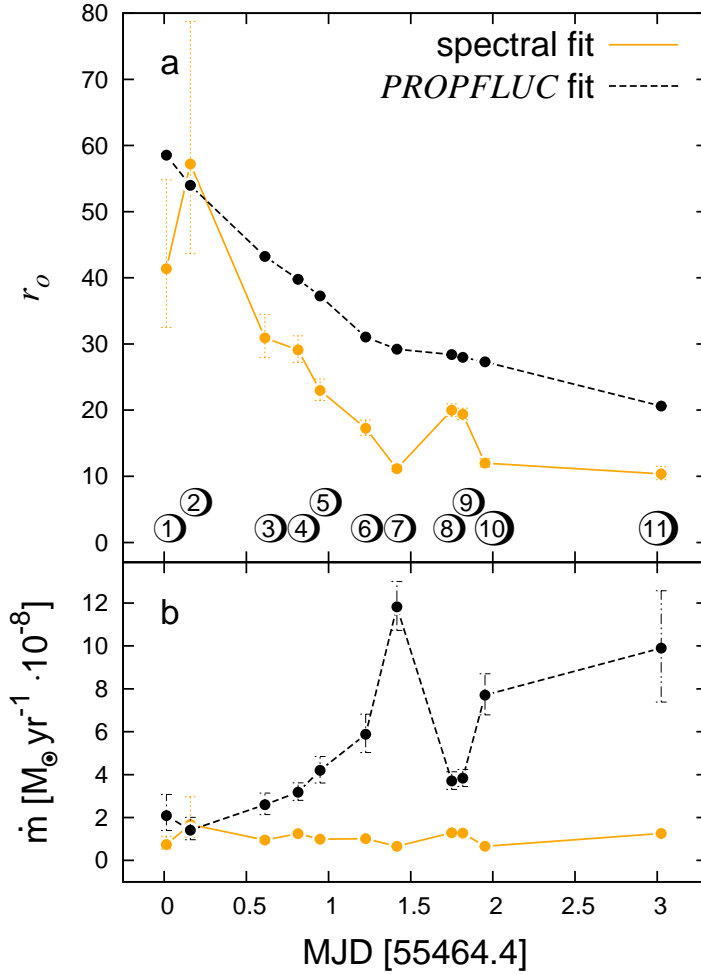 80
70
60
50
40
30
20
10
0
r_o
a
spectral fit
PROPFLUC fit
1 2 3 4 5 6 7 8 9 10 11
12
10
8
6
4
2
0
ṁ [M⊙ yr⁻¹ ·10⁻⁸]
b
0 0.5 1 1.5 2 2.5 3
MJD [55464.4]